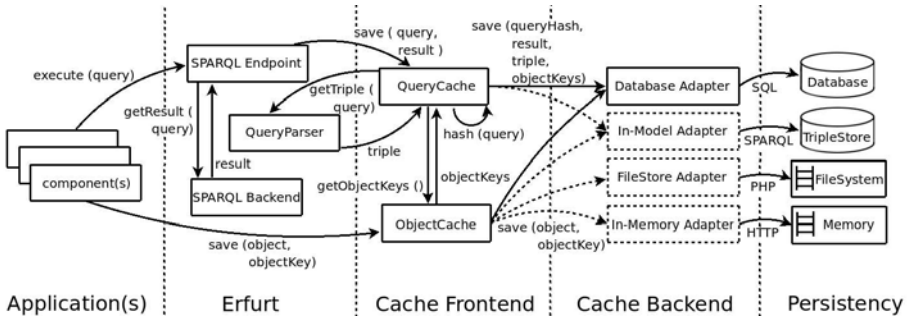 save ( query,
result )
save (queryHash,
result,
triple,
objectKeys)
execute (query)
SPARQL Endpoint
QueryCache
Database Adapter
SQL
Database
getResult (
query)
getTriple (
query)
QueryParser
hash (query)
triple
In-Model Adapter
SPARQL
TripleStore
result
component(s)
SPARQL Backend
getObjectKeys ()
objectKeys
FileStore Adapter
PHP
FileSystem
ObjectCache
save (object,
objectKey)
save (object,
objectKey)
In-Memory Adapter
HTTP
Memory
Application(s)
Erfurt
Cache Frontend
Cache Backend
Persistency